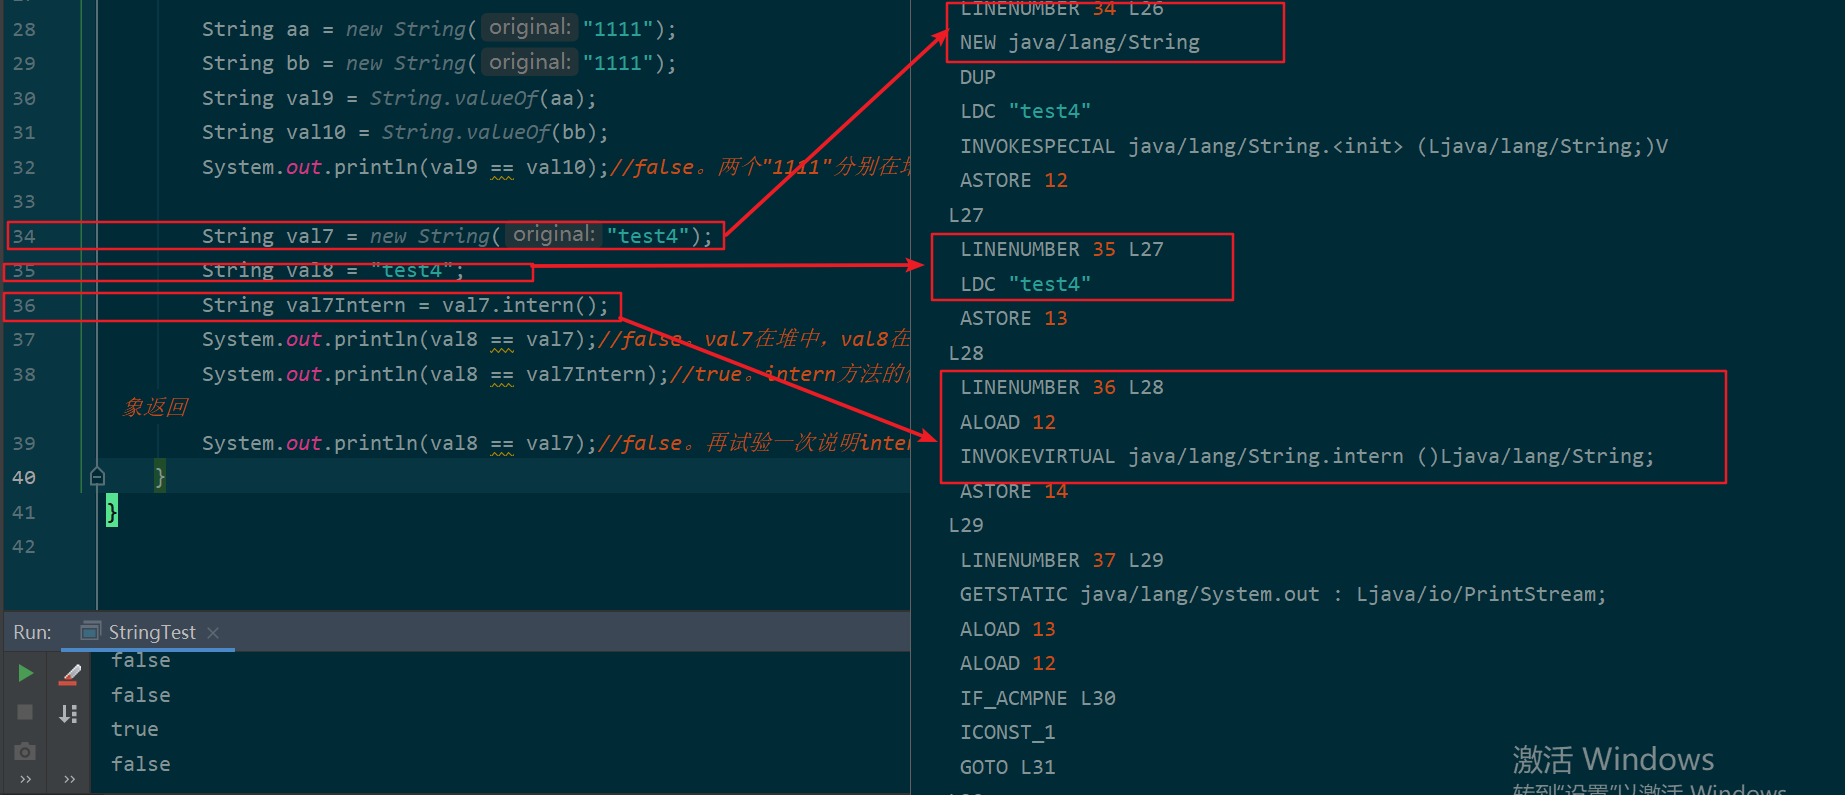 28 String aa = new String( original: "1111");
29 String bb = new String( original: "1111");
30 String val9 = String.valueOf(aa);
31 String val10 = String.valueOf(bb);
32 System.out.println(val9 == val10);//false。两个"1111"分别在堆
33
34 String val7 = new String( original: "test4");
35 String val8 = "test4";
36 String val7Intern = val7.intern();
37 System.out.println(val8 == val7);//false。val7在堆中，val8在
38 System.out.println(val8 == val7Intern);//true。intern方法的
象返回
39 System.out.println(val8 == val7);//false。再试验一次说明inter
40 }
41 }
42
Run: StringTest ×
false
false
true
false
» »
LINENUMBER 34 L26
NEW java/lang/String
DUP
LDC "test4"
INVOKESPECIAL java/lang/String.<init> (Ljava/lang/String;)V
ASTORE 12
L27
LINENUMBER 35 L27
LDC "test4"
ASTORE 13
L28
LINENUMBER 36 L28
ALOAD 12
INVOKEVIRTUAL java/lang/String.intern ()Ljava/lang/String;
ASTORE 14
L29
LINENUMBER 37 L29
GETSTATIC java/lang/System.out : Ljava/io/PrintStream;
ALOAD 13
ALOAD 12
IF_ACMPNE L30
ICONST_1
GOTO L31
激活 Windows
转到"设置"以激活 Windows